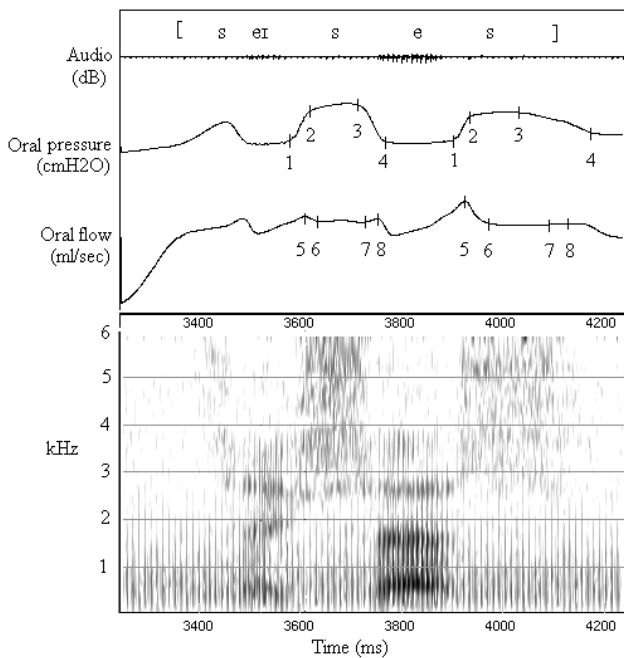 [ s eɪ s e s ]
Audio
(dB)
Oral pressure
(cmH2O)
1 2 3 4 1 2 3 4
Oral flow
(ml/sec)
5 6 7 8 5 6 7 8
3400 3600 3800 4000 4200
6
5
4
kHz
3
2
1
3400 3600 3800 4000 4200
Time (ms)